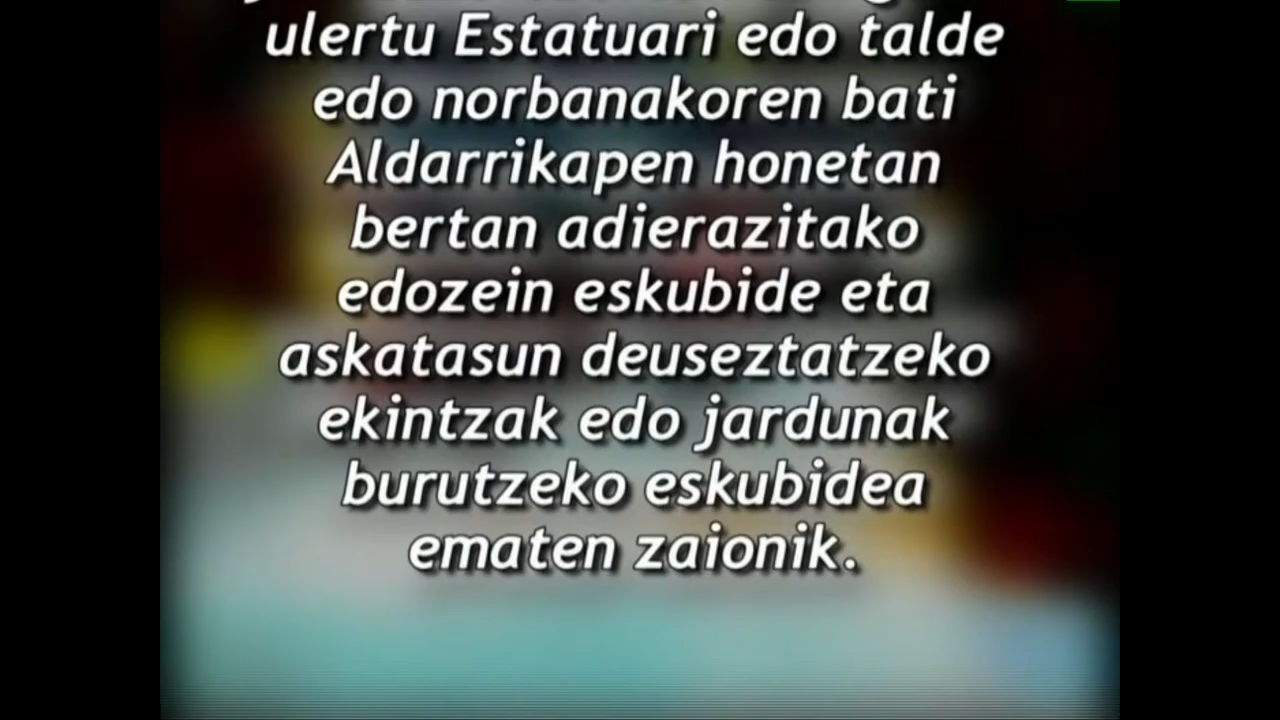 ulertu Estatuari edo talde
edo norbanakoren bati
Aldarrikapen honetan
bertan adierazitako
edozein eskubide eta
askatasun deuseztatzeko
ekintzak edo jardunak
burutzeko eskubidea
ematen zaionik.